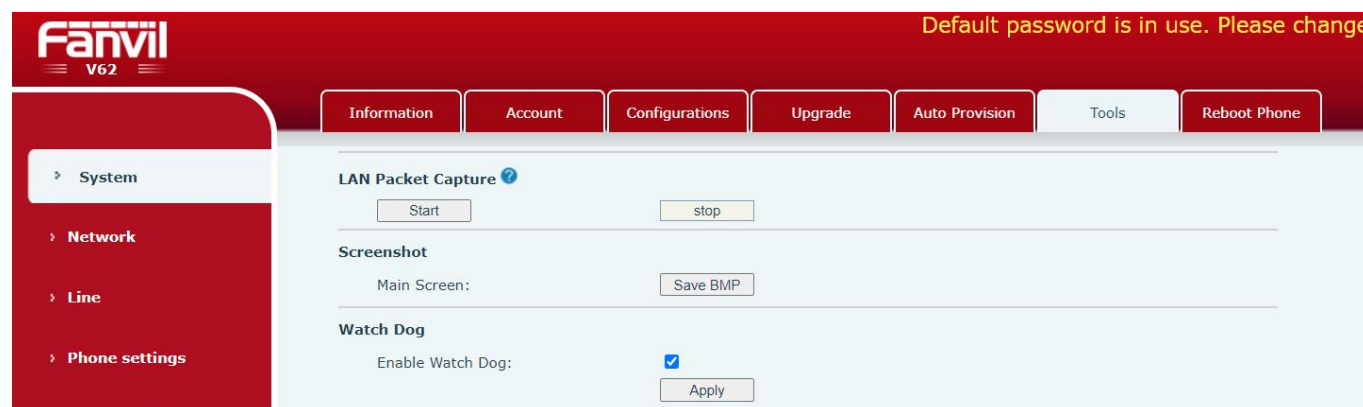 Default password is in use. Please change
Fanvil
V62
Information Account Configurations Upgrade Auto Provision Tools Reboot Phone
System
Network
Line
Phone settings
LAN Packet Capture ?
Start stop
Screenshot
Main Screen: Save BMP
Watch Dog
Enable Watch Dog:
Apply